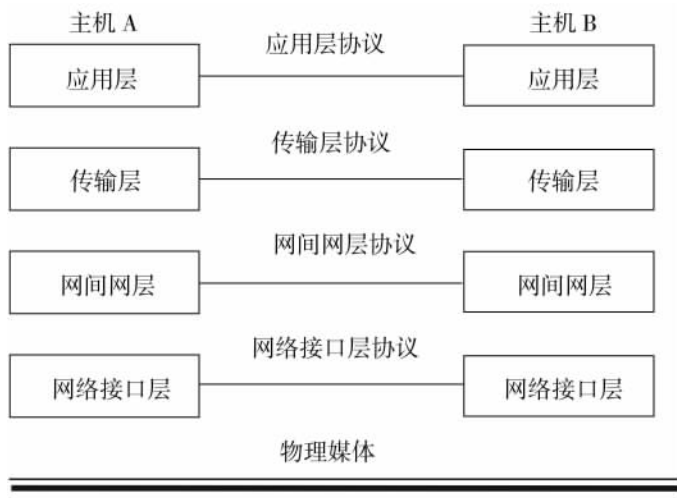 主机 A 主机 B
应用层协议
应用层 应用层
传输层协议
传输层 传输层
网间网层协议
网间网层 网间网层
网络接口层协议
网络接口层 网络接口层
物理媒体